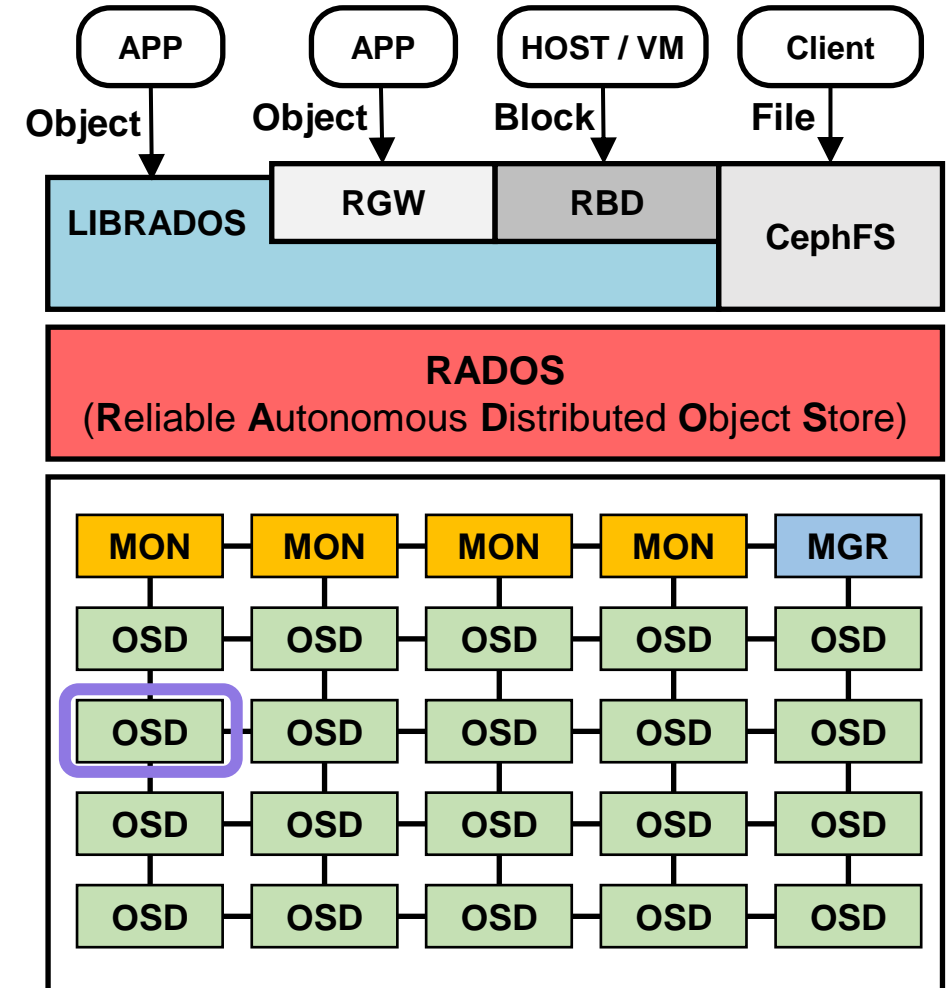 APP APP HOST / VM Client
Object Object Block File
LIBRADOS RGW RBD CephFS
RADOS
(Reliable Autonomous Distributed Object Store)
MON MON MON MON MGR
OSD OSD OSD OSD OSD
OSD OSD OSD OSD OSD
OSD OSD OSD OSD OSD
OSD OSD OSD OSD OSD